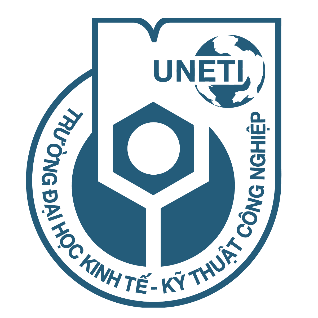 UNETI
TRƯỜNG ĐẠI HỌC KINH TẾ - KỸ THUẬT CÔNG NGHIỆP